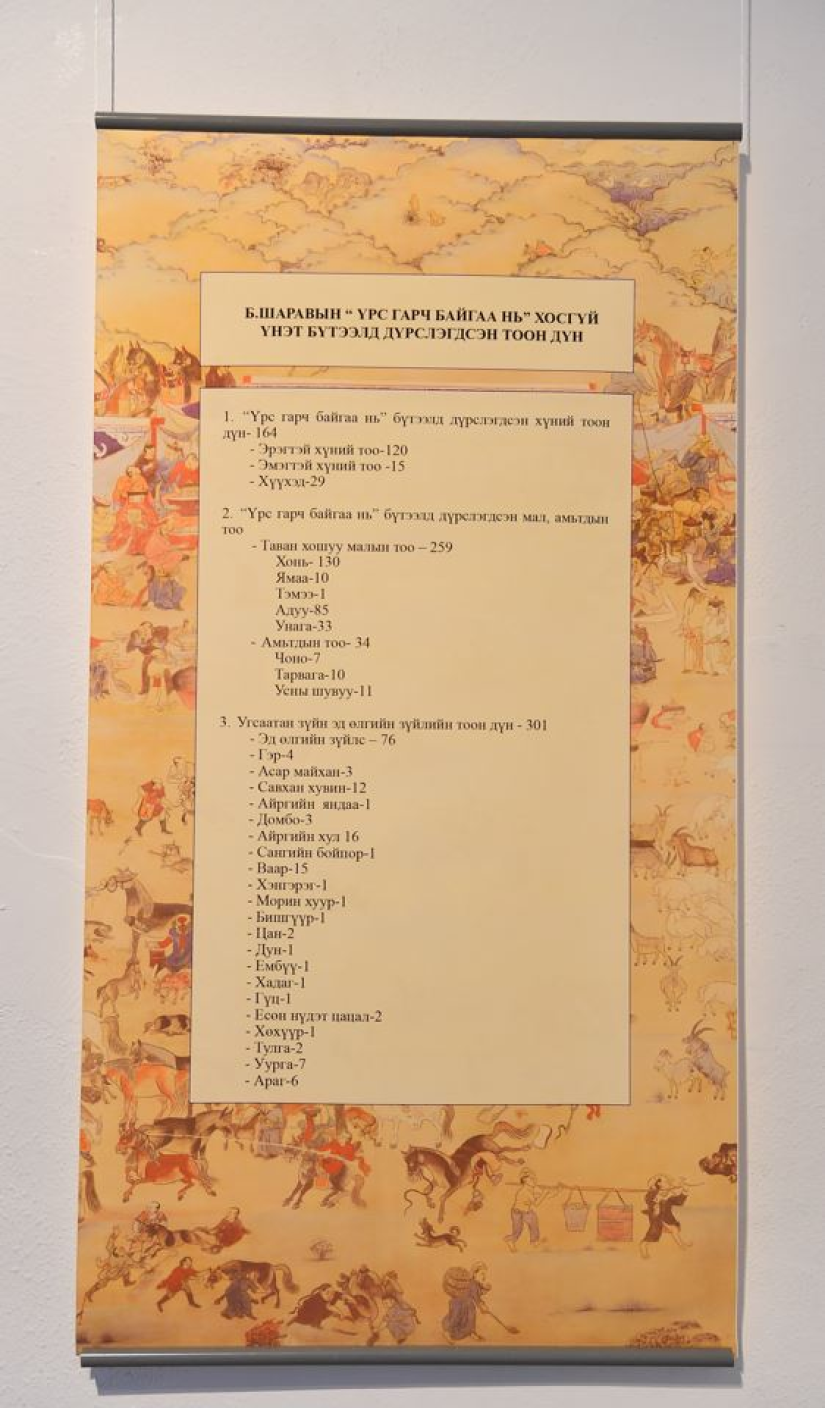 Б.ШАРАВЫН “ ҮРС ГАРЧ БАЙГАА НЬ” ХОСГҮЙ
ҮНЭТ БҮТЭЭЛД ДҮРСЛЭГДСЭН ТООН ДҮН
1. “Үрс гарч байгаа нь” бүтээлд дүрслэгдсэн хүний тоон
дүн- 164
- Эрэгтэй хүний тоо-120
- Эмэгтэй хүний тоо -15
- Хүүхэд-29
2. “Үрс гарч байгаа нь” бүтээлд дүрслэгдсэн мал, амьтдын
тоо
- Таван хошуу малын тоо – 259
Хонь- 130
Ямаа-10
Тэмээ-1
Адуу-85
Унага-33
- Амьтдын тоо- 34
Чоно-7
Тарвага-10
Усны шувуу-11
3. Угсаатан зүйн эд өлгийн зүйлийн тоон дүн - 301
- Эд өлгийн зүйлс – 76
- Гэр-4
- Асар майхан-3
- Савхан хувин-12
- Айргийн яндаа-1
- Домбо-3
- Айргийн хул 16
- Сангийн бойпор-1
- Ваар-15
- Хэнгэрэг-1
- Морин хуур-1
- Бишгүүр-1
- Цан-2
- Дун-1
- Ембүү-1
- Хадаг-1
- Гүц-1
- Есөн нүдэт цацал-2
- Хөхүүр-1
- Тулга-2
- Уурга-7
- Араг-6